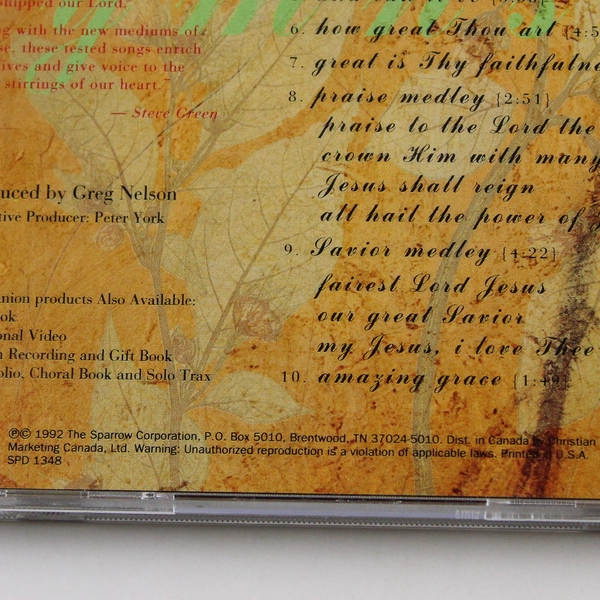 shipped our Lord,
with the new mediums of
se, these tested songs enrich
ives and give voice to the
stirrings of our heart."
— Steve Green
uced by Greg Nelson
tive Producer: Peter York
nion products Also Available:
ook
onal Video
n Recording and Gift Book
olio, Choral Book and Solo Trax
6. how great Thou art [4:5
7. great is Thy faithfulne
8. praise medley [2:51]
praise to the Lord the
crown Him with many
Jesus shall reign
all hail the power of J
9. Savior medley [4:22]
fairest Lord Jesus
our great Savior
my Jesus, i love Thee
10. amazing grace [1:49]
℗© 1992 The Sparrow Corporation, P.O. Box 5010, Brentwood, TN 37024-5010. Dist. in Canada by Christian
Marketing Canada, Ltd. Warning: Unauthorized reproduction is a violation of applicable laws. Printed in U.S.A.
SPD 1348